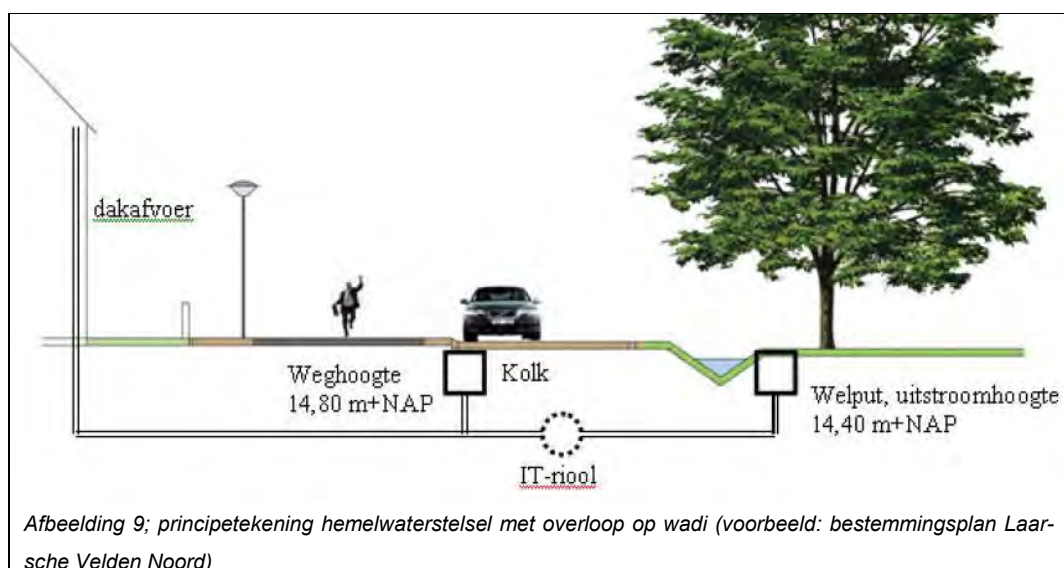 dakafvoer
Weghoogte
14,80 m+NAP
Kolk
Welput, uitstroomhoogte
14,40 m+NAP
IT-riool
Afbeelding 9; principetekening hemelwaterstelsel met overloop op wadi (voorbeeld: bestemmingsplan Laar-
sche Velden Noord)